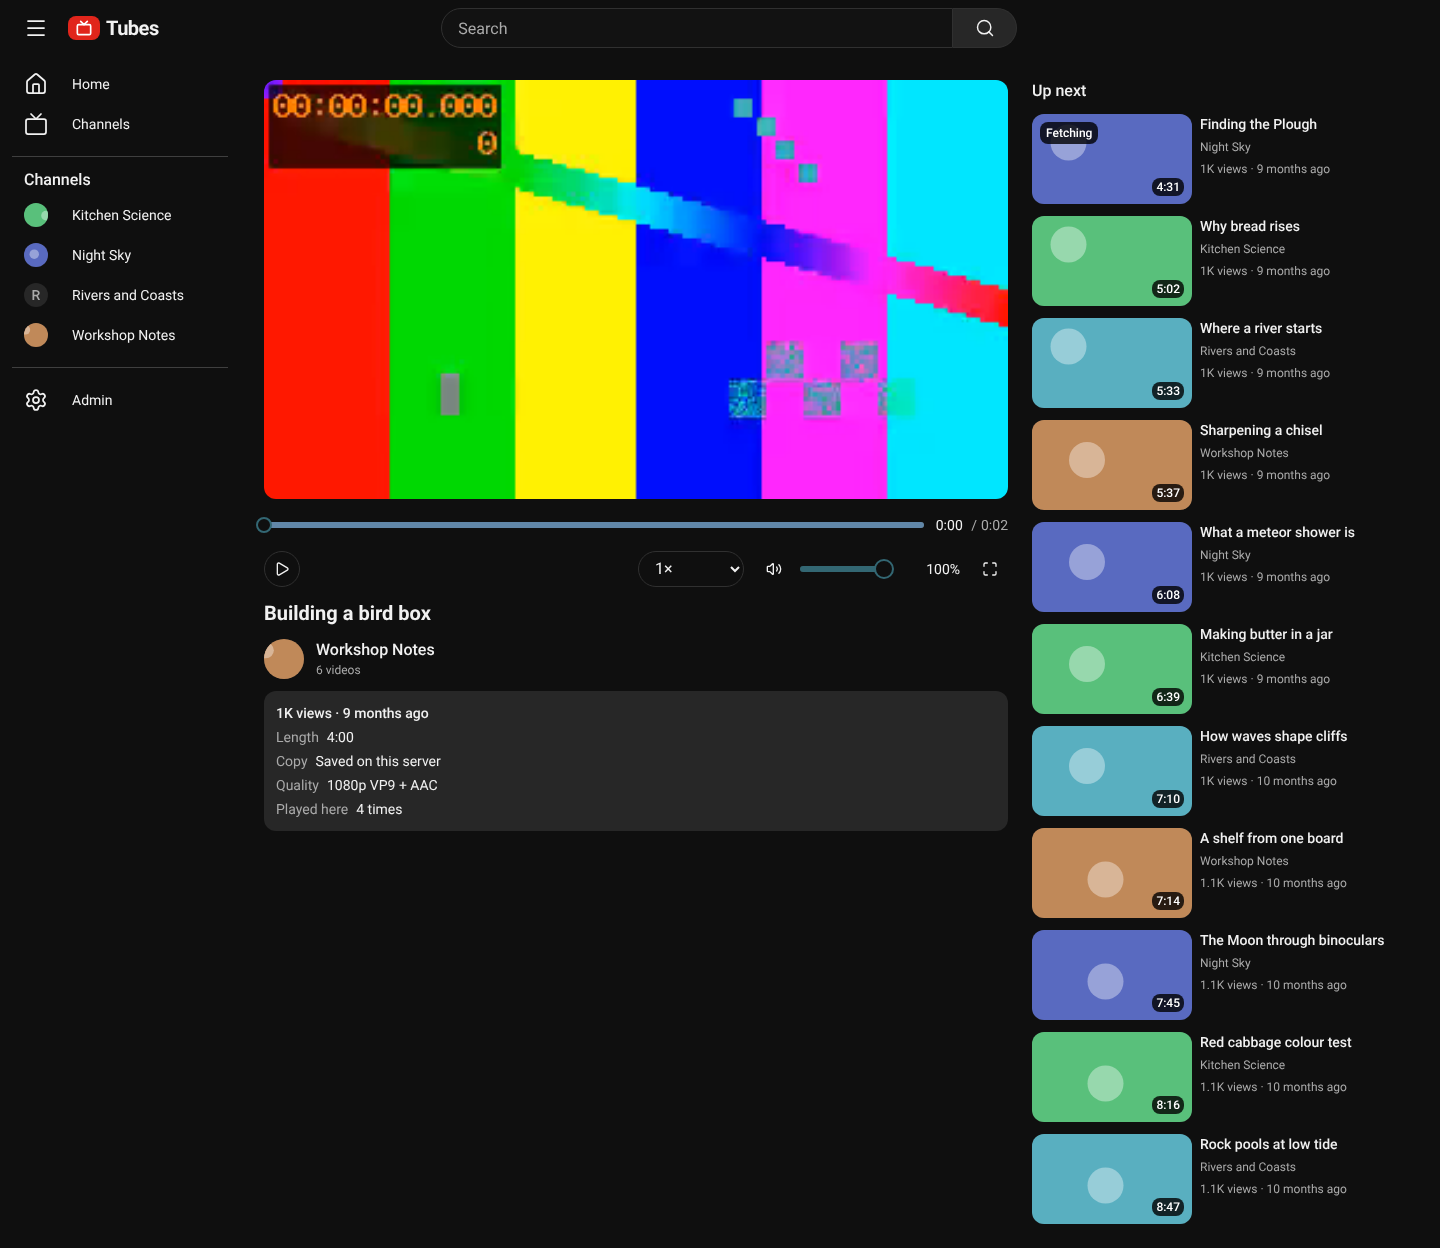 Tubes
Search
Home
Channels
Channels
Kitchen Science
Night Sky
R
Rivers and Coasts
Workshop Notes
Admin
00:00:00.000
0
0:00 / 0:02
1×
100%
Building a bird box
Workshop Notes
6 videos
1K views · 9 months ago
Length 4:00
Copy Saved on this server
Quality 1080p VP9 + AAC
Played here 4 times
Up next
Fetching
4:31
Finding the Plough
Night Sky
1K views · 9 months ago
5:02
Why bread rises
Kitchen Science
1K views · 9 months ago
5:33
Where a river starts
Rivers and Coasts
1K views · 9 months ago
5:37
Sharpening a chisel
Workshop Notes
1K views · 9 months ago
6:08
What a meteor shower is
Night Sky
1K views · 9 months ago
6:39
Making butter in a jar
Kitchen Science
1K views · 9 months ago
7:10
How waves shape cliffs
Rivers and Coasts
1K views · 10 months ago
7:14
A shelf from one board
Workshop Notes
1.1K views · 10 months ago
7:45
The Moon through binoculars
Night Sky
1.1K views · 10 months ago
8:16
Red cabbage colour test
Kitchen Science
1.1K views · 10 months ago
8:47
Rock pools at low tide
Rivers and Coasts
1.1K views · 10 months ago